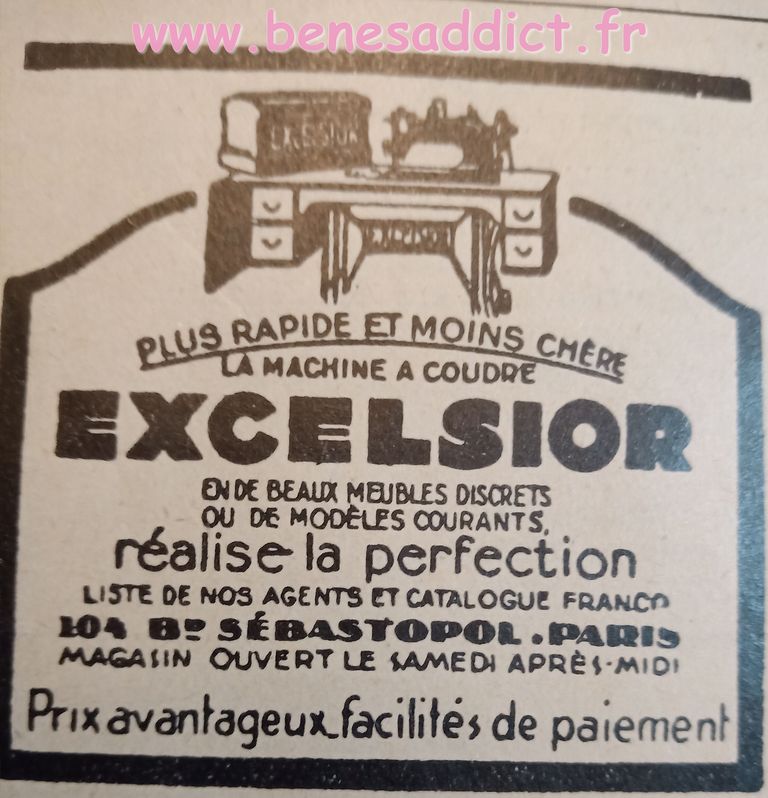 www.benesaddict.fr
EXCELSIOR
EXCELSIOR
PLUS RAPIDE ET MOINS CHÈRE
LA MACHINE A COUDRE
EXCELSIOR
EN DE BEAUX MEUBLES DISCRETS
OU DE MODÈLES COURANTS,
réalise la perfection
LISTE DE NOS AGENTS ET CATALOGUE FRANCO
104 Bᴰ SÉBASTOPOL. PARIS
MAGASIN OUVERT LE SAMEDI APRÈS-MIDI
Prix avantageux facilités de paiement